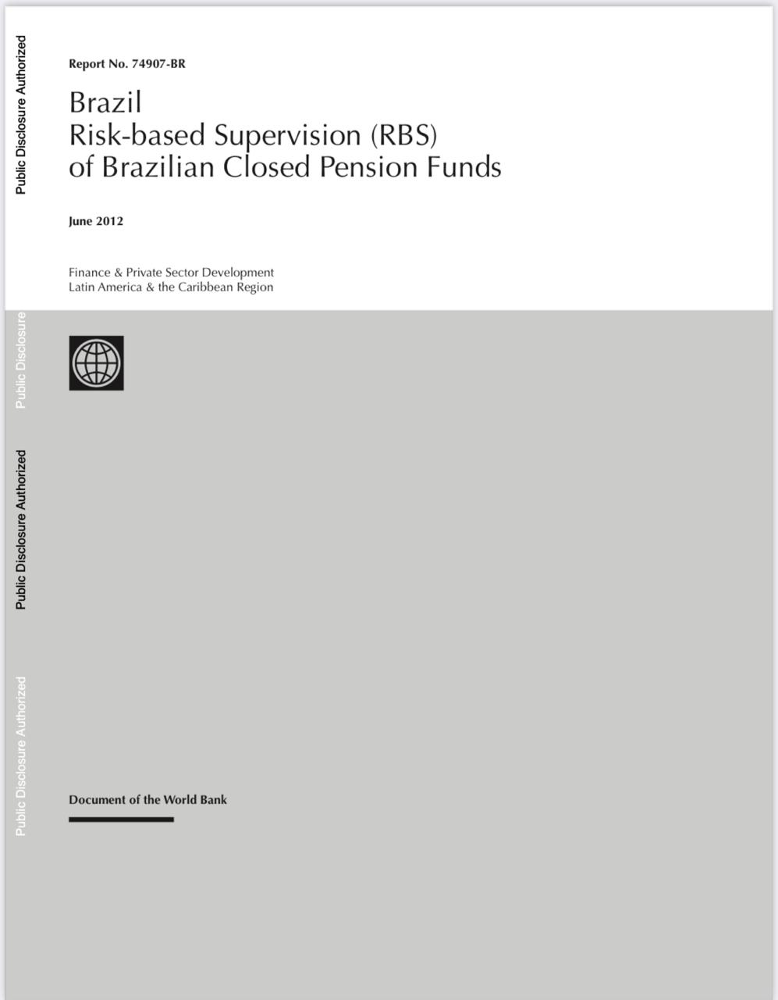 Public Disclosure Authorized
Report No. 74907-BR
Brazil
Risk-based Supervision (RBS)
of Brazilian Closed Pension Funds
June 2012
Finance & Private Sector Development
Latin America & the Caribbean Region
Public Disclosure
Public Disclosure Authorized
Public Disclosure Authorized
Document of the World Bank